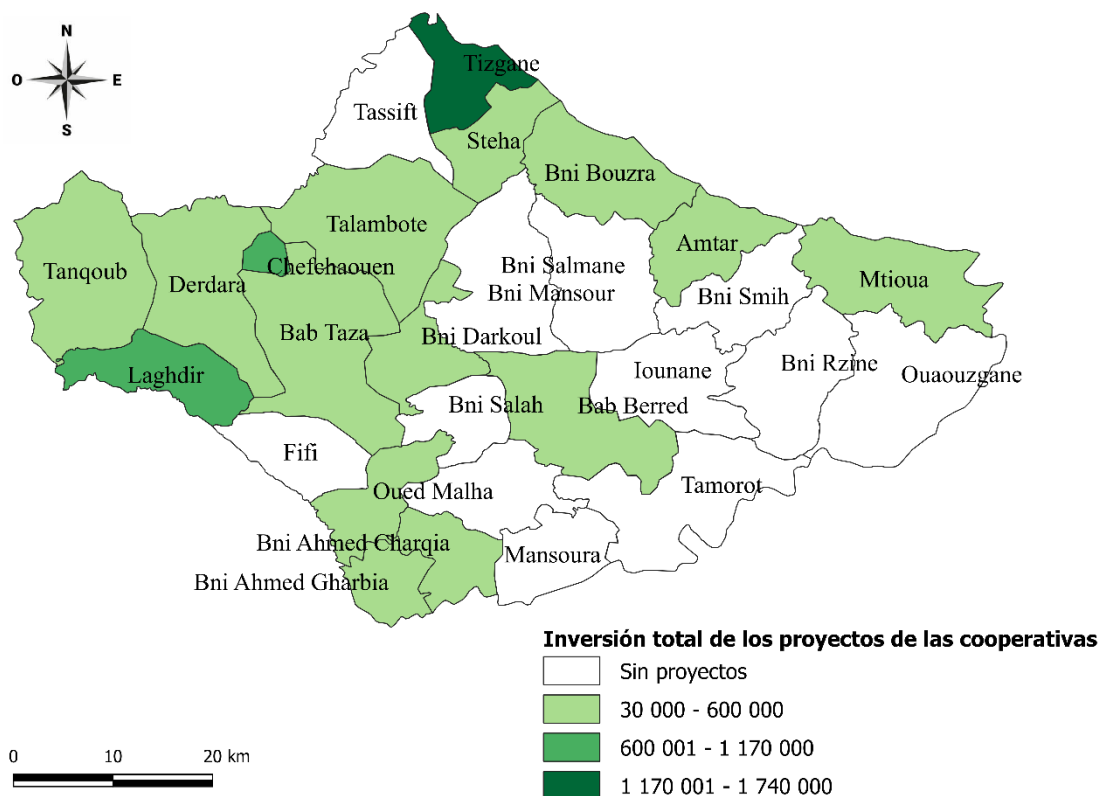 N
O E
S
Tizgane
Tassift
Steha
Bni Bouzra
Talambote
Amtar
Tanqoub
Chefchaouen
Derdara
Bni Salmane
Bni Mansour
Bni Smih
Mtioua
Bab Taza
Bni Darkoul
Laghdir
Iounane
Bni Rzine
Ouaouzgane
Bni Salah
Bab Berred
Fifi
Oued Malha
Tamorot
Bni Ahmed Charqia
Mansoura
Bni Ahmed Gharbia
Inversión total de los proyectos de las cooperativas
Sin proyectos
30 000 - 600 000
600 001 - 1 170 000
1 170 001 - 1 740 000
0 10 20 km